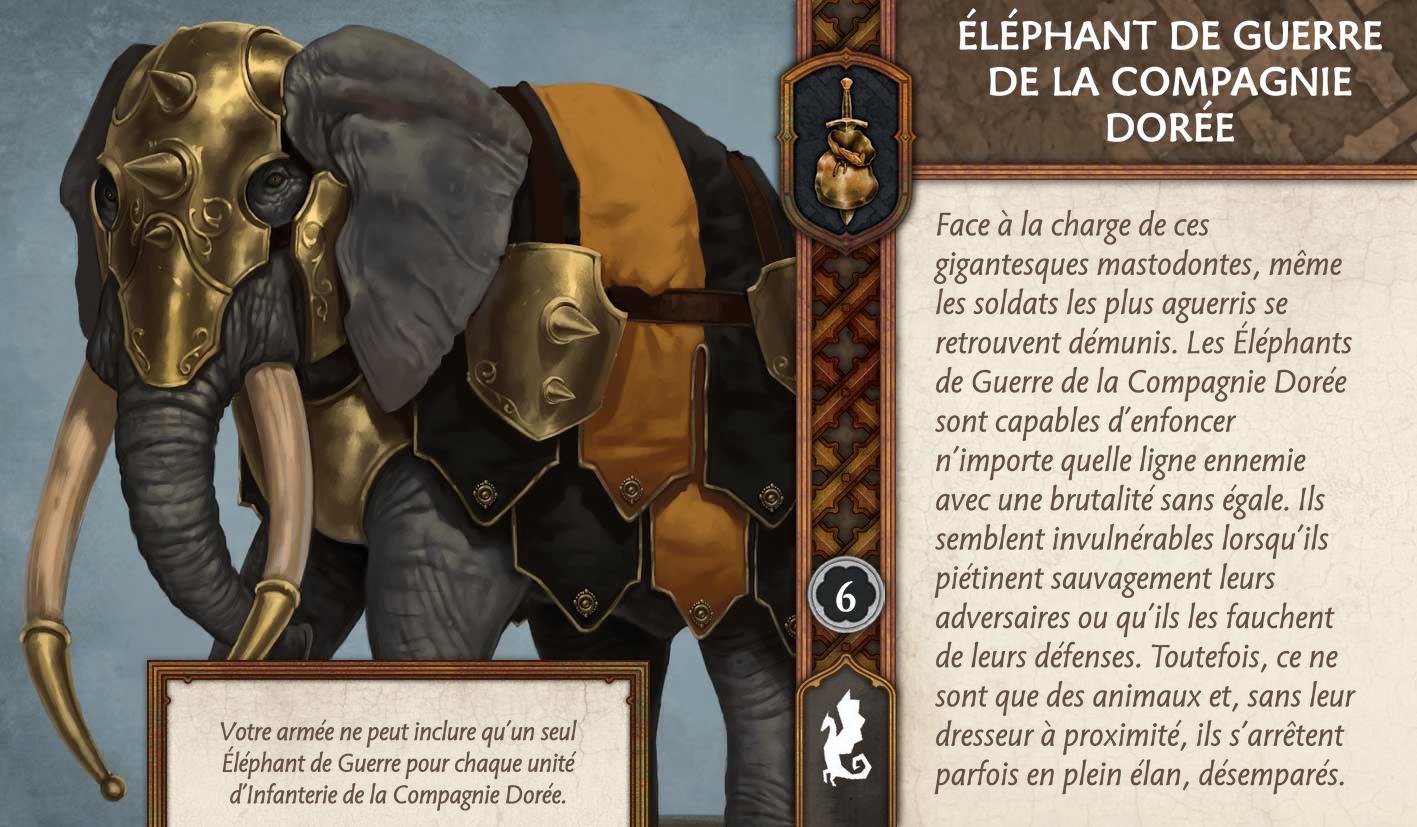 ÉLÉPHANT DE GUERRE
DE LA COMPAGNIE
DORÉE
Face à la charge de ces
gigantesques mastodontes, même
les soldats les plus aguerris se
retrouvent démunis. Les Éléphants
de Guerre de la Compagnie Dorée
sont capables d'enfoncer
n'importe quelle ligne ennemie
avec une brutalité sans égale. Ils
semblent invulnérables lorsqu'ils
piétinent sauvagement leurs
adversaires ou qu'ils les fauchent
de leurs défenses. Toutefois, ce ne
sont que des animaux et, sans leur
dresseur à proximité, ils s'arrêtent
parfois en plein élan, désemparés.
6
Votre armée ne peut inclure qu'un seul
Éléphant de Guerre pour chaque unité
d'Infanterie de la Compagnie Dorée.